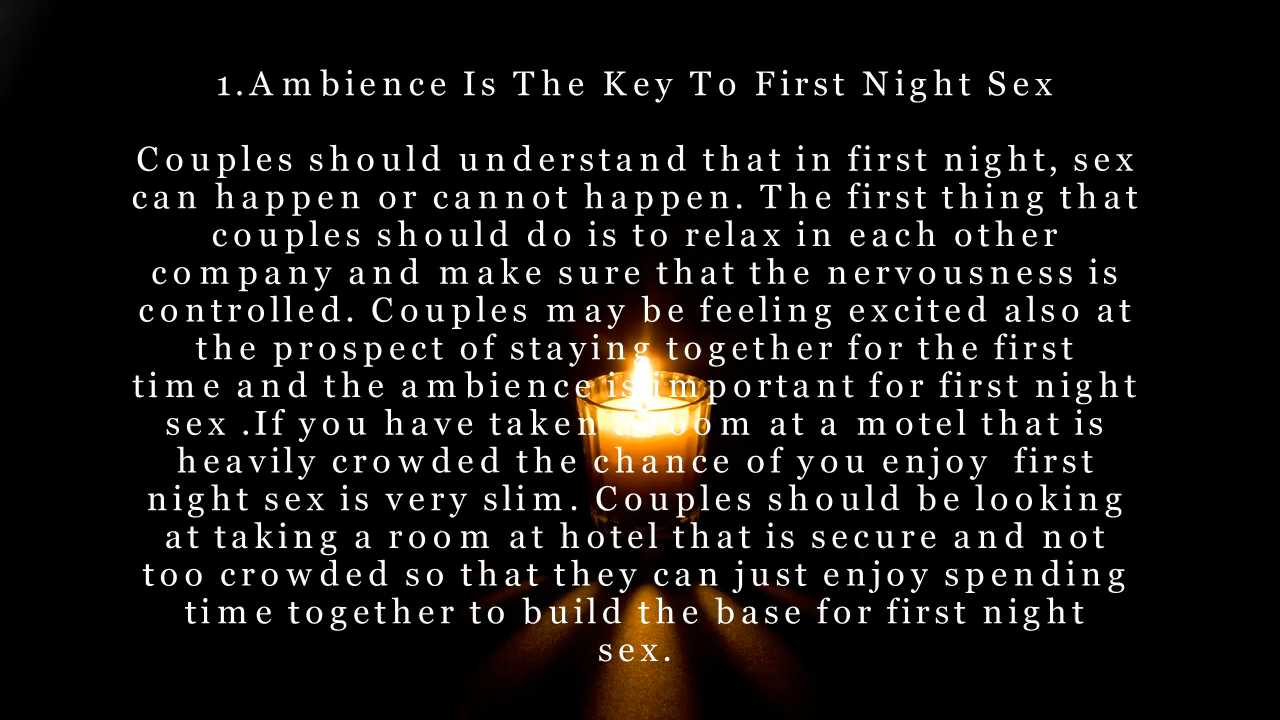 1.Ambience Is The Key To First Night Sex
Couples should understand that in first night, sex
can happen or cannot happen. The first thing that
couples should do is to relax in each other
company and make sure that the nervousness is
controlled. Couples may be feeling excited also at
the prospect of staying together for the first
time and the ambience is important for first night
sex .If you have taken a room at a motel that is
heavily crowded the chance of you enjoy  first
night sex is very slim. Couples should be looking
at taking a room at hotel that is secure and not
too crowded so that they can just enjoy spending
time together to build the base for first night
sex.